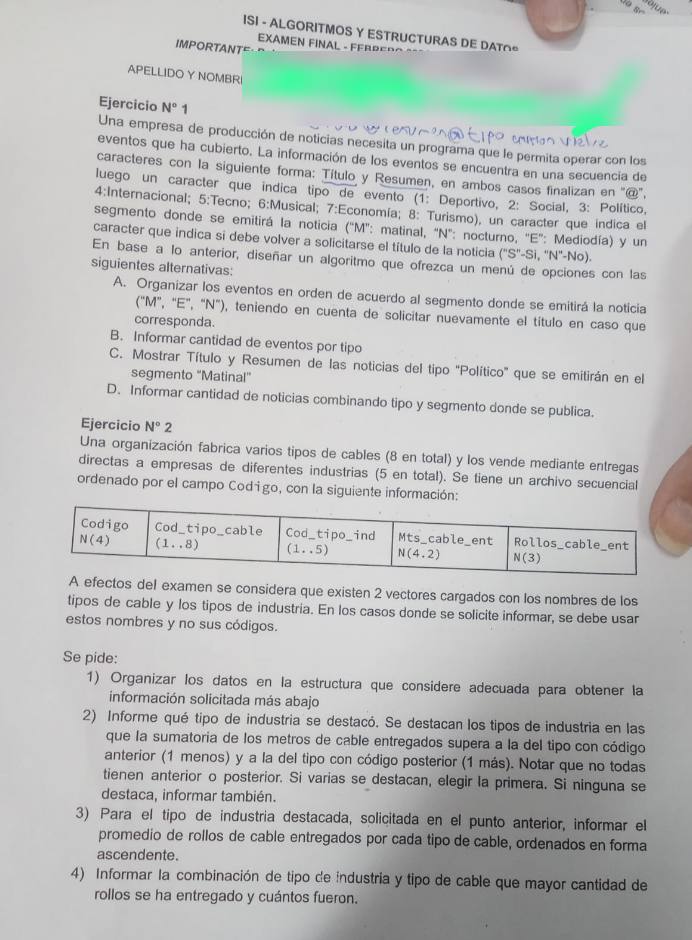 ISI - ALGORITMOS Y ESTRUCTURAS DE DATOS
EXAMEN FINAL - FEBRERO
IMPORTANTE:
APELLIDO Y NOMBR
Ejercicio N° 1
resumen@tipo emision
Una empresa de producción de noticias necesita un programa que le permita operar con los
eventos que ha cubierto. La información de los eventos se encuentra en una secuencia de
caracteres con la siguiente forma: Título y Resumen, en ambos casos finalizan en "@",
luego un caracter que indica tipo de evento (1: Deportivo, 2: Social, 3: Político,
4:Internacional; 5:Tecno; 6:Musical; 7:Economía; 8: Turismo), un caracter que indica el
segmento donde se emitirá la noticia ("M": matinal, "N": nocturno, "E": Mediodía) y un
caracter que indica si debe volver a solicitarse el título de la noticia ("S"-Si, "N"-No).
En base a lo anterior, diseñar un algoritmo que ofrezca un menú de opciones con las
siguientes alternativas:
A. Organizar los eventos en orden de acuerdo al segmento donde se emitirá la noticia
("M", "E", "N"), teniendo en cuenta de solicitar nuevamente el título en caso que
corresponda.
B. Informar cantidad de eventos por tipo
C. Mostrar Título y Resumen de las noticias del tipo "Político" que se emitirán en el
segmento "Matinal"
D. Informar cantidad de noticias combinando tipo y segmento donde se publica.
Ejercicio N° 2
Una organización fabrica varios tipos de cables (8 en total) y los vende mediante entregas
directas a empresas de diferentes industrias (5 en total). Se tiene un archivo secuencial
ordenado por el campo Codigo, con la siguiente información:
Codigo Cod_tipo_cable Cod_tipo_ind Mts_cable_ent Rollos_cable_ent
N(4) (1..8) (1..5) N(4.2) N(3)
A efectos del examen se considera que existen 2 vectores cargados con los nombres de los
tipos de cable y los tipos de industria. En los casos donde se solicite informar, se debe usar
estos nombres y no sus códigos.
Se pide:
1) Organizar los datos en la estructura que considere adecuada para obtener la
información solicitada más abajo
2) Informe qué tipo de industria se destacó. Se destacan los tipos de industria en las
que la sumatoria de los metros de cable entregados supera a la del tipo con código
anterior (1 menos) y a la del tipo con código posterior (1 más). Notar que no todas
tienen anterior o posterior. Si varias se destacan, elegir la primera. Si ninguna se
destaca, informar también.
3) Para el tipo de industria destacada, solicitada en el punto anterior, informar el
promedio de rollos de cable entregados por cada tipo de cable, ordenados en forma
ascendente.
4) Informar la combinación de tipo de industria y tipo de cable que mayor cantidad de
rollos se ha entregado y cuántos fueron.